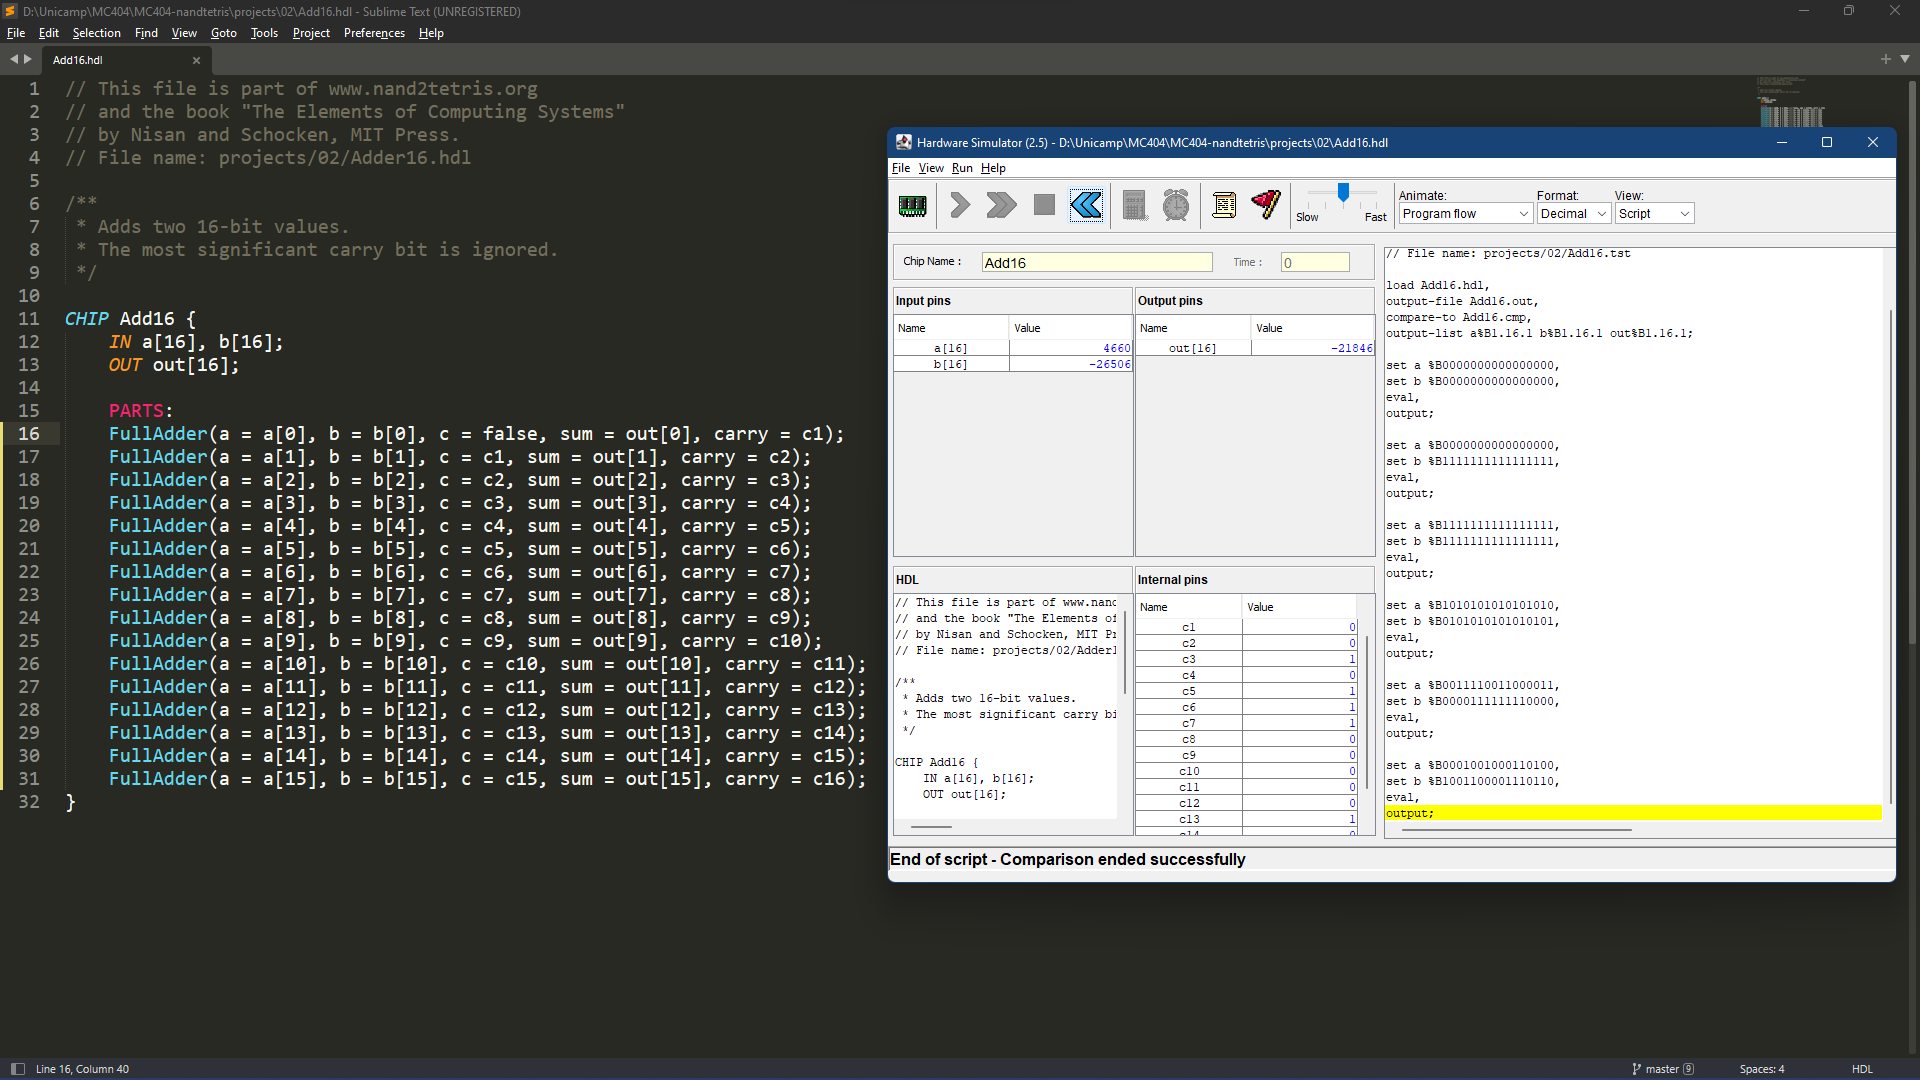 D:\Unicamp\MC404\MC404-nandtetris\projects\02\Add16.hdl - Sublime Text (UNREGISTERED)
File Edit Selection Find View Goto Tools Project Preferences Help
Add16.hdl
1 // This file is part of www.nand2tetris.org
2 // and the book "The Elements of Computing Systems"
3 // by Nisan and Schocken, MIT Press.
4 // File name: projects/02/Adder16.hdl
5
6 /**
7 * Adds two 16-bit values.
8 * The most significant carry bit is ignored.
9 */
10
11 CHIP Add16 {
12 IN a[16], b[16];
13 OUT out[16];
14
15 PARTS:
16 FullAdder(a = a[0], b = b[0], c = false, sum = out[0], carry = c1);
17 FullAdder(a = a[1], b = b[1], c = c1, sum = out[1], carry = c2);
18 FullAdder(a = a[2], b = b[2], c = c2, sum = out[2], carry = c3);
19 FullAdder(a = a[3], b = b[3], c = c3, sum = out[3], carry = c4);
20 FullAdder(a = a[4], b = b[4], c = c4, sum = out[4], carry = c5);
21 FullAdder(a = a[5], b = b[5], c = c5, sum = out[5], carry = c6);
22 FullAdder(a = a[6], b = b[6], c = c6, sum = out[6], carry = c7);
23 FullAdder(a = a[7], b = b[7], c = c7, sum = out[7], carry = c8);
24 FullAdder(a = a[8], b = b[8], c = c8, sum = out[8], carry = c9);
25 FullAdder(a = a[9], b = b[9], c = c9, sum = out[9], carry = c10);
26 FullAdder(a = a[10], b = b[10], c = c10, sum = out[10], carry = c11);
27 FullAdder(a = a[11], b = b[11], c = c11, sum = out[11], carry = c12);
28 FullAdder(a = a[12], b = b[12], c = c12, sum = out[12], carry = c13);
29 FullAdder(a = a[13], b = b[13], c = c13, sum = out[13], carry = c14);
30 FullAdder(a = a[14], b = b[14], c = c14, sum = out[14], carry = c15);
31 FullAdder(a = a[15], b = b[15], c = c15, sum = out[15], carry = c16);
32 }
Hardware Simulator (2.5) - D:\Unicamp\MC404\MC404-nandtetris\projects\02\Add16.hdl
File View Run Help
Slow Fast
Animate: Format: View:
Program flow Decimal Script
Chip Name : Add16 Time : 0
Input pins
Name Value
a[16] 4660
b[16] -26506
Output pins
Name Value
out[16] -21846
HDL
// This file is part of www.nand
// and the book "The Elements of
// by Nisan and Schocken, MIT Pr
// File name: projects/02/Adder1
/**
* Adds two 16-bit values.
* The most significant carry bi
*/
CHIP Add16 {
IN a[16], b[16];
OUT out[16];
Internal pins
Name Value
c1 0
c2 0
c3 1
c4 0
c5 1
c6 1
c7 1
c8 0
c9 0
c10 0
c11 0
c12 0
c13 1
c14 0
// File name: projects/02/Add16.tst
load Add16.hdl,
output-file Add16.out,
compare-to Add16.cmp,
output-list a%B1.16.1 b%B1.16.1 out%B1.16.1;
set a %B0000000000000000,
set b %B0000000000000000,
eval,
output;
set a %B0000000000000000,
set b %B1111111111111111,
eval,
output;
set a %B1111111111111111,
set b %B1111111111111111,
eval,
output;
set a %B1010101010101010,
set b %B0101010101010101,
eval,
output;
set a %B0011110011000011,
set b %B0000111111110000,
eval,
output;
set a %B0001001000110100,
set b %B1001100001110110,
eval,
output;
End of script - Comparison ended successfully
Line 16, Column 40
master 9
Spaces: 4
HDL